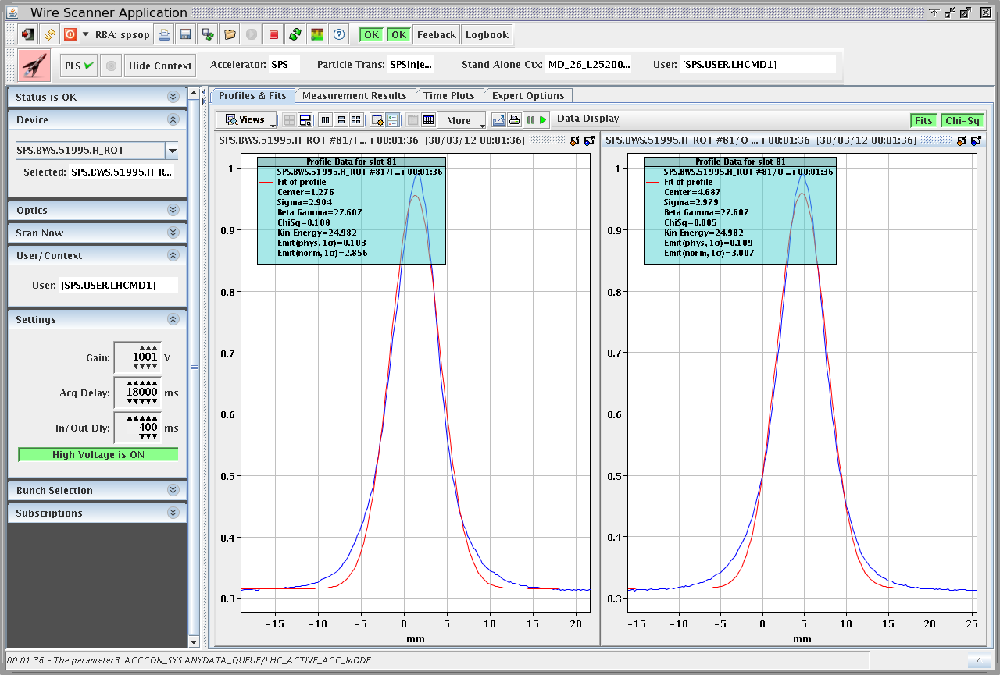 Wire Scanner Application
RBA: spsop
OK OK Feeback Logbook
PLS Hide Context Accelerator: SPS Particle Trans: SPSInje... Stand Alone Ctx: MD_26_L25200... User: [SPS.USER.LHCMD1]
Status is OK
Device
SPS.BWS.51995.H_ROT
Selected: SPS.BWS.51995.H_R...
Optics
Scan Now
User/Context
User: [SPS.USER.LHCMD1]
Settings
Gain: 1001 V
Acq Delay: 18000 ms
In/Out Dly: 400 ms
High Voltage is ON
Bunch Selection
Subscriptions
Profiles & Fits Measurement Results Time Plots Expert Options
Views More Data Display Fits Chi-Sq
SPS.BWS.51995.H_ROT #81/I ... i 00:01:36 [30/03/12 00:01:36]
Profile Data for slot 81
SPS.BWS.51995.H_ROT #81/I ... i 00:01:36
Fit of profile
Center=1.276
Sigma=2.904
Beta Gamma=27.607
ChiSq=0.108
Kin Energy=24.982
Emit(phys, 1σ)=0.103
Emit(norm, 1σ)=2.856
1
0.9
0.8
0.7
0.6
0.5
0.4
0.3
-15 -10 -5 0 5 10 15 20
mm
SPS.BWS.51995.H_ROT #81/O ... i 00:01:36 [30/03/12 00:01:36]
Profile Data for slot 81
SPS.BWS.51995.H_ROT #81/O ... i 00:01:36
Fit of profile
Center=4.687
Sigma=2.979
Beta Gamma=27.607
ChiSq=0.085
Kin Energy=24.982
Emit(phys, 1σ)=0.109
Emit(norm, 1σ)=3.007
1
0.9
0.8
0.7
0.6
0.5
0.4
0.3
-15 -10 -5 0 5 10 15 20 25
mm
00:01:36 - The parameter3: ACCCON_SYS.ANYDATA_QUEUE/LHC_ACTIVE_ACC_MODE